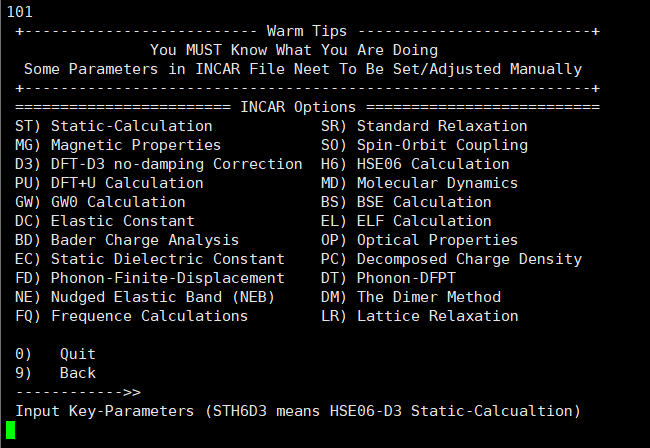 101
+-------------------------- Warm Tips --------------------------+
You MUST Know What You Are Doing
Some Parameters in INCAR File Neet To Be Set/Adjusted Manually
+---------------------------------------------------------------+
======================== INCAR Options ==========================
ST) Static-Calculation            SR) Standard Relaxation
MG) Magnetic Properties           SO) Spin-Orbit Coupling
D3) DFT-D3 no-damping Correction  H6) HSE06 Calculation
PU) DFT+U Calculation             MD) Molecular Dynamics
GW) GW0 Calculation               BS) BSE Calculation
DC) Elastic Constant              EL) ELF Calculation
BD) Bader Charge Analysis         OP) Optical Properties
EC) Static Dielectric Constant    PC) Decomposed Charge Density
FD) Phonon-Finite-Displacement    DT) Phonon-DFPT
NE) Nudged Elastic Band (NEB)     DM) The Dimer Method
FQ) Frequence Calculations        LR) Lattice Relaxation
0)   Quit
9)   Back
------------>>
Input Key-Parameters (STH6D3 means HSE06-D3 Static-Calcualtion)